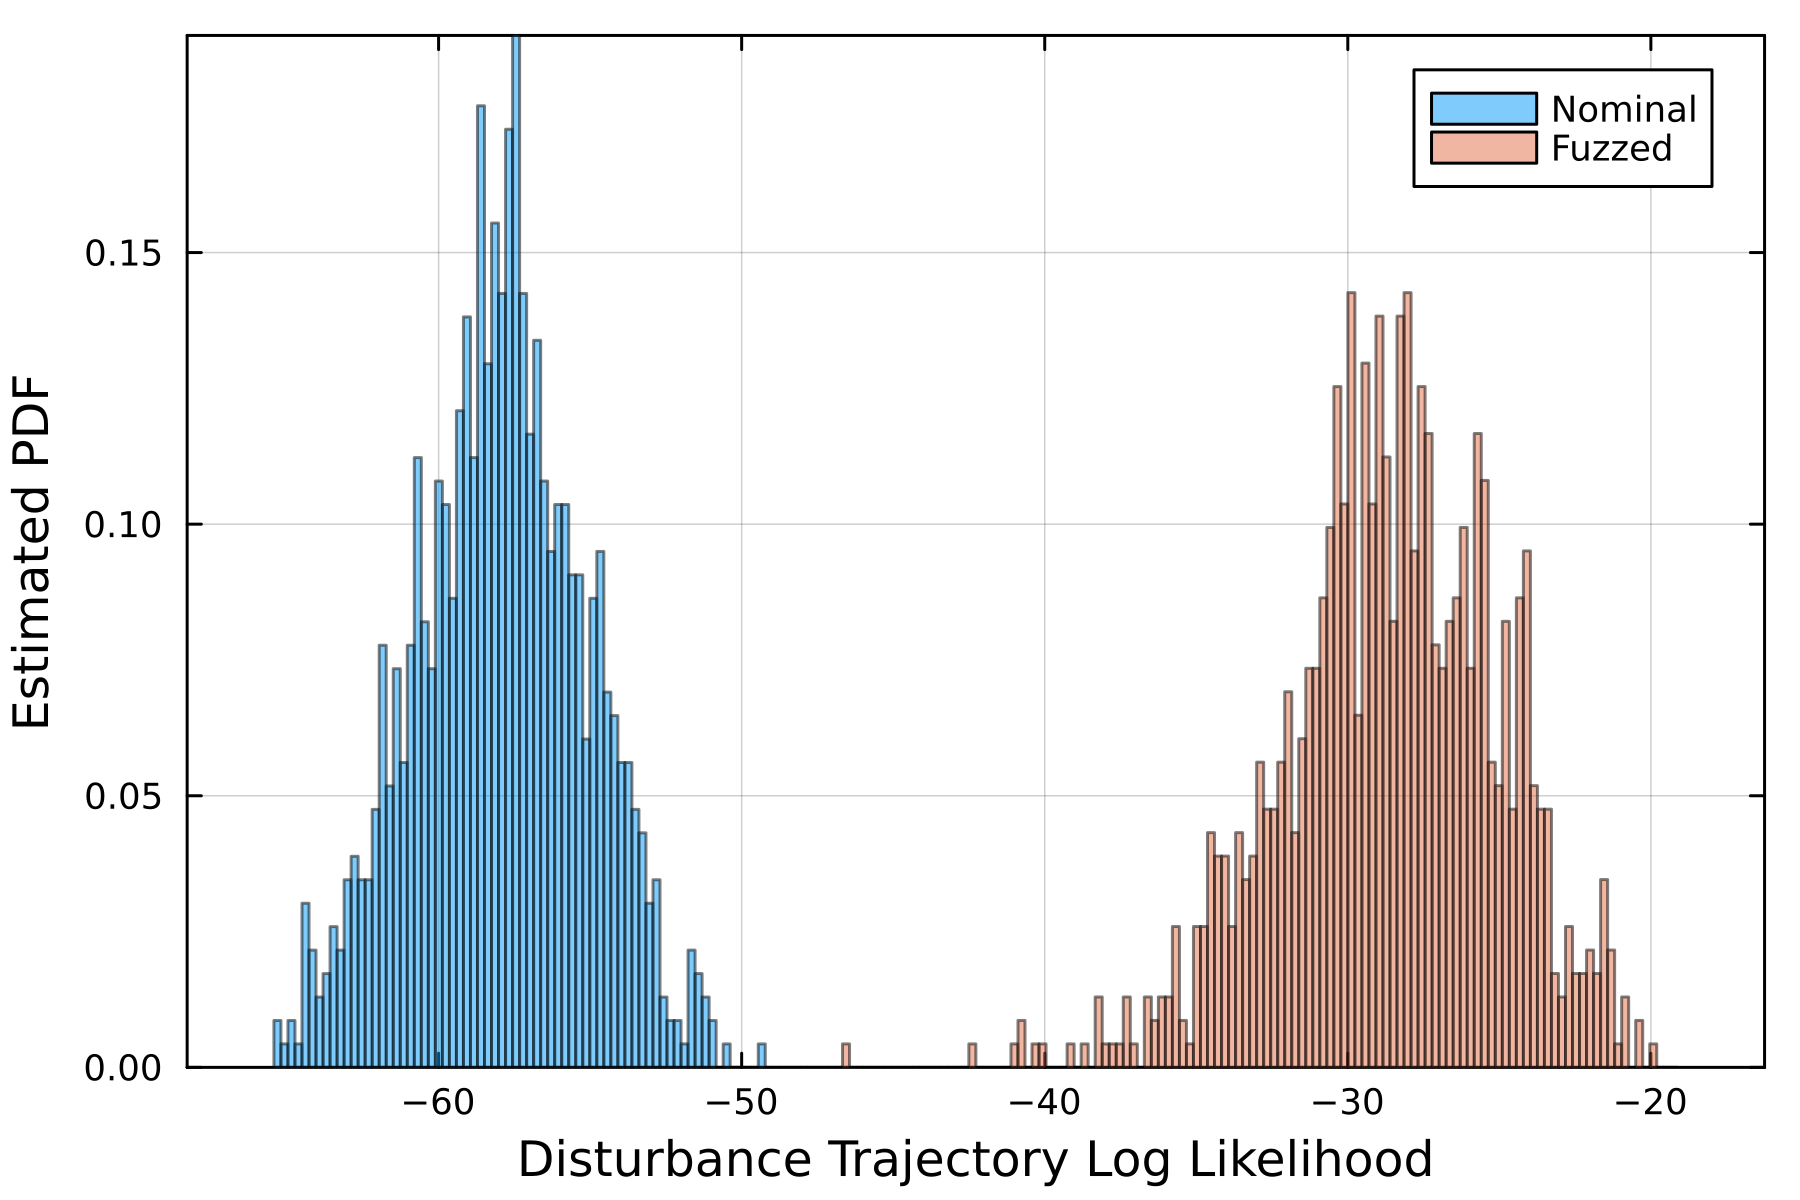 Nominal
Fuzzed
0.15
0.10
0.05
0.00
Estimated PDF
−60
−50
−40
−30
−20
Disturbance Trajectory Log Likelihood